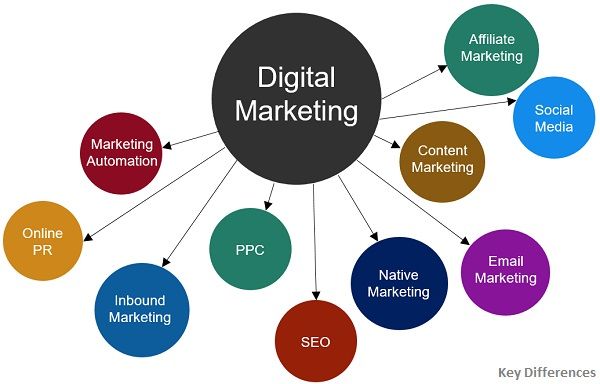 Digital
Marketing
Affiliate
Marketing
Social
Media
Content
Marketing
Marketing
Automation
Online
PR
PPC
Email
Marketing
Native
Marketing
Inbound
Marketing
SEO
Key Differences